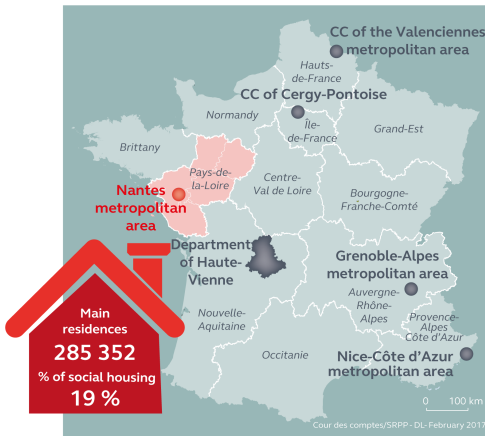 CC of the Valenciennes
metropolitan area
Hauts-
de-France
CC of Cergy-Pontoise
Normandy
Île-
de-France
Grand-Est
Brittany
Pays-de-
la-Loire
Centre-
Val de Loire
Bourgogne-
Franche-Comté
Nantes
metropolitan
area
Department
of Haute-
Vienne
Grenoble-Alpes
metropolitan area
Auvergne-
Rhône-
Alpes
Provence-
Alpes
Côte d'Azur
Nouvelle-
Aquitaine
Occitanie
Nice-Côte d'Azur
metropolitan area
Main
residences
285 352
% of social housing
19 %
0 100 km
Cour des comptes/SRPP - DL-February 2017